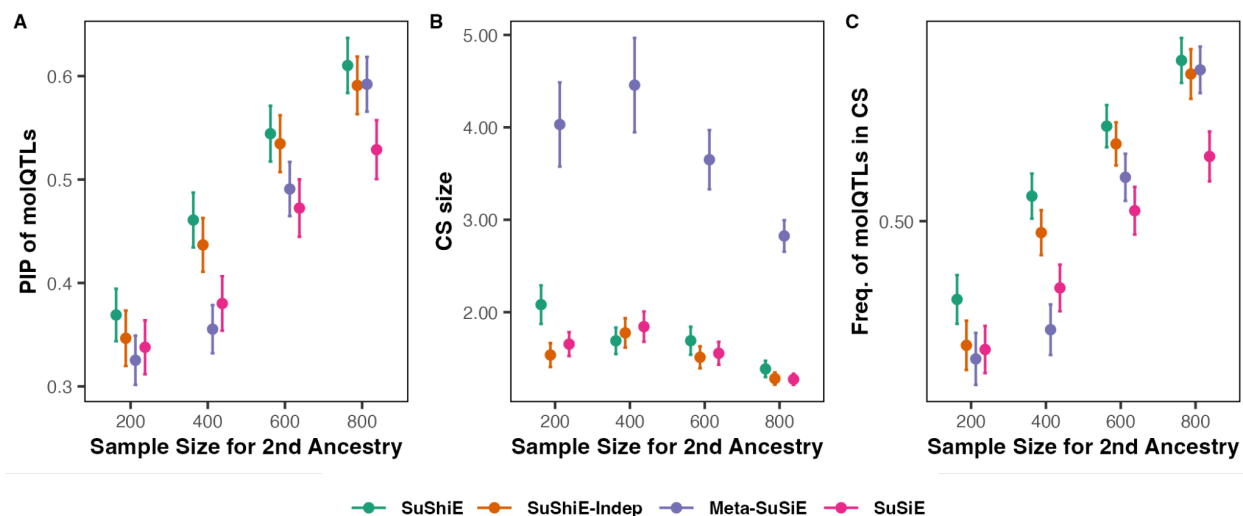 A
PIP of molQTLs
0.6
0.5
0.4
0.3
200 400 600 800
Sample Size for 2nd Ancestry
B
CS size
5.00
4.00
3.00
2.00
200 400 600 800
Sample Size for 2nd Ancestry
C
Freq. of molQTLs in CS
0.50
200 400 600 800
Sample Size for 2nd Ancestry
SuShiE SuShiE-Indep Meta-SuSiE SuSiE